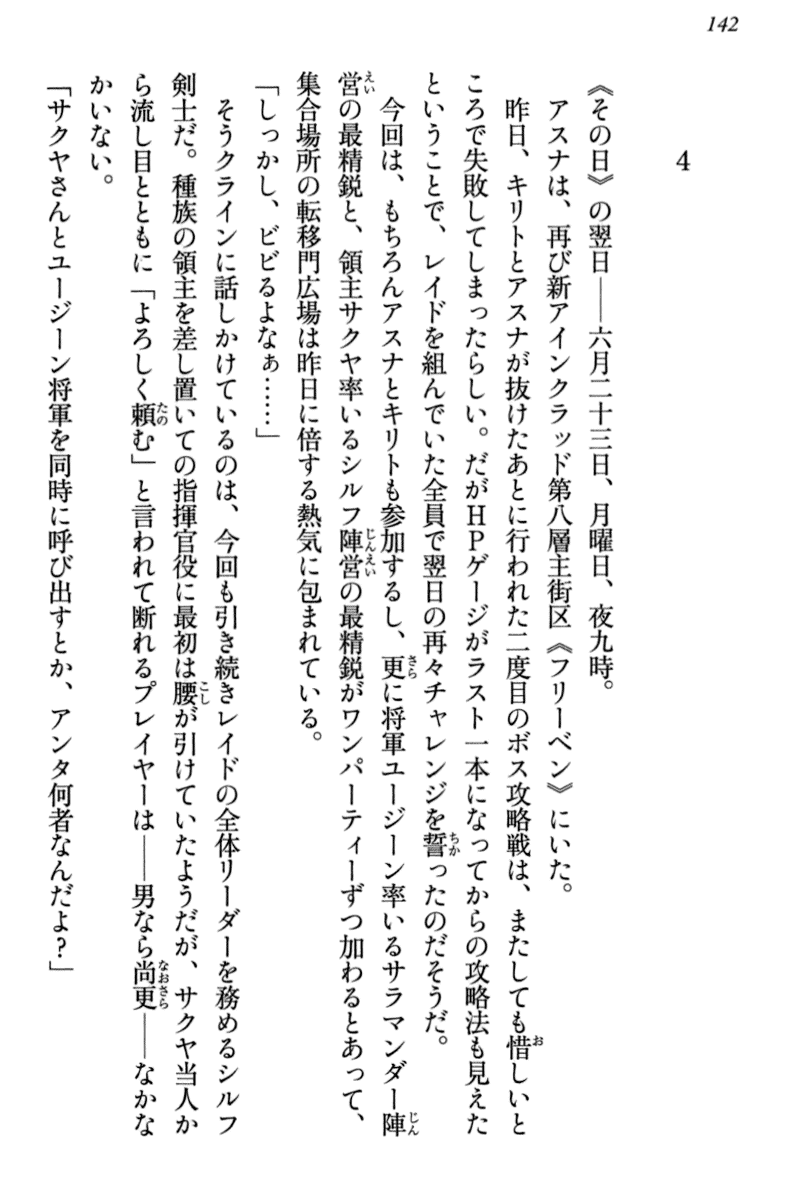 142
4
《その日》の翌日――六月二十三日、月曜日、夜九時。
アスナは、再び新アインクラッド第八層主街区《フリーベン》にいた。
昨日、キリトとアスナが抜けたあとに行われた二度目のボス攻略戦は、またしても惜しいと
ころで失敗してしまったらしい。だがＨＰゲージがラスト一本になってからの攻略法も見えた
ということで、レイドを組んでいた全員で翌日の再々チャレンジを誓ったのだそうだ。
今回は、もちろんアスナとキリトも参加するし、更に将軍ユージーン率いるサラマンダー陣
営の最精鋭と、領主サクヤ率いるシルフ陣営の最精鋭がワンパーティーずつ加わるとあって、
集合場所の転移門広場は昨日に倍する熱気に包まれている。
「しっかし、ビビるよなぁ……」
そうクラインに話しかけているのは、今回も引き続きレイドの全体リーダーを務めるシルフ
剣士だ。種族の領主を差し置いての指揮官役に最初は腰が引けていたようだが、サクヤ当人か
ら流し目とともに「よろしく頼む」と言われて断れるプレイヤーは――男なら尚更――なかな
かいない。
「サクヤさんとユージーン将軍を同時に呼び出すとか、アンタ何者なんだよ？」